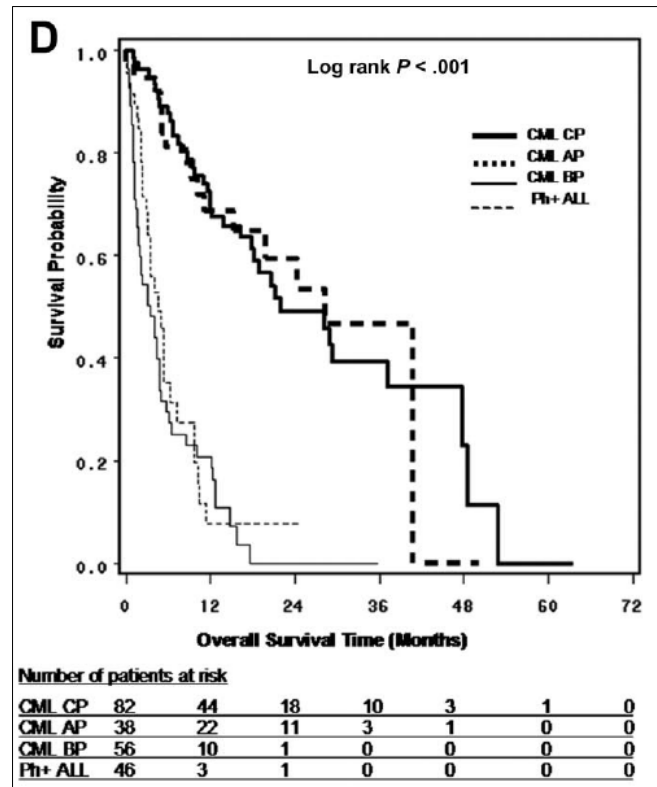 D
Log rank P < .001
CML CP
CML AP
CML BP
Ph+ ALL
1.0
0.8
0.6
0.4
0.2
0.0
Survival Probability
0 12 24 36 48 60 72
Overall Survival Time (Months)
Number of patients at risk
CML CP 82 44 18 10 3 1 0
CML AP 38 22 11 3 1 0 0
CML BP 56 10 1 0 0 0 0
Ph+ ALL 46 3 1 0 0 0 0